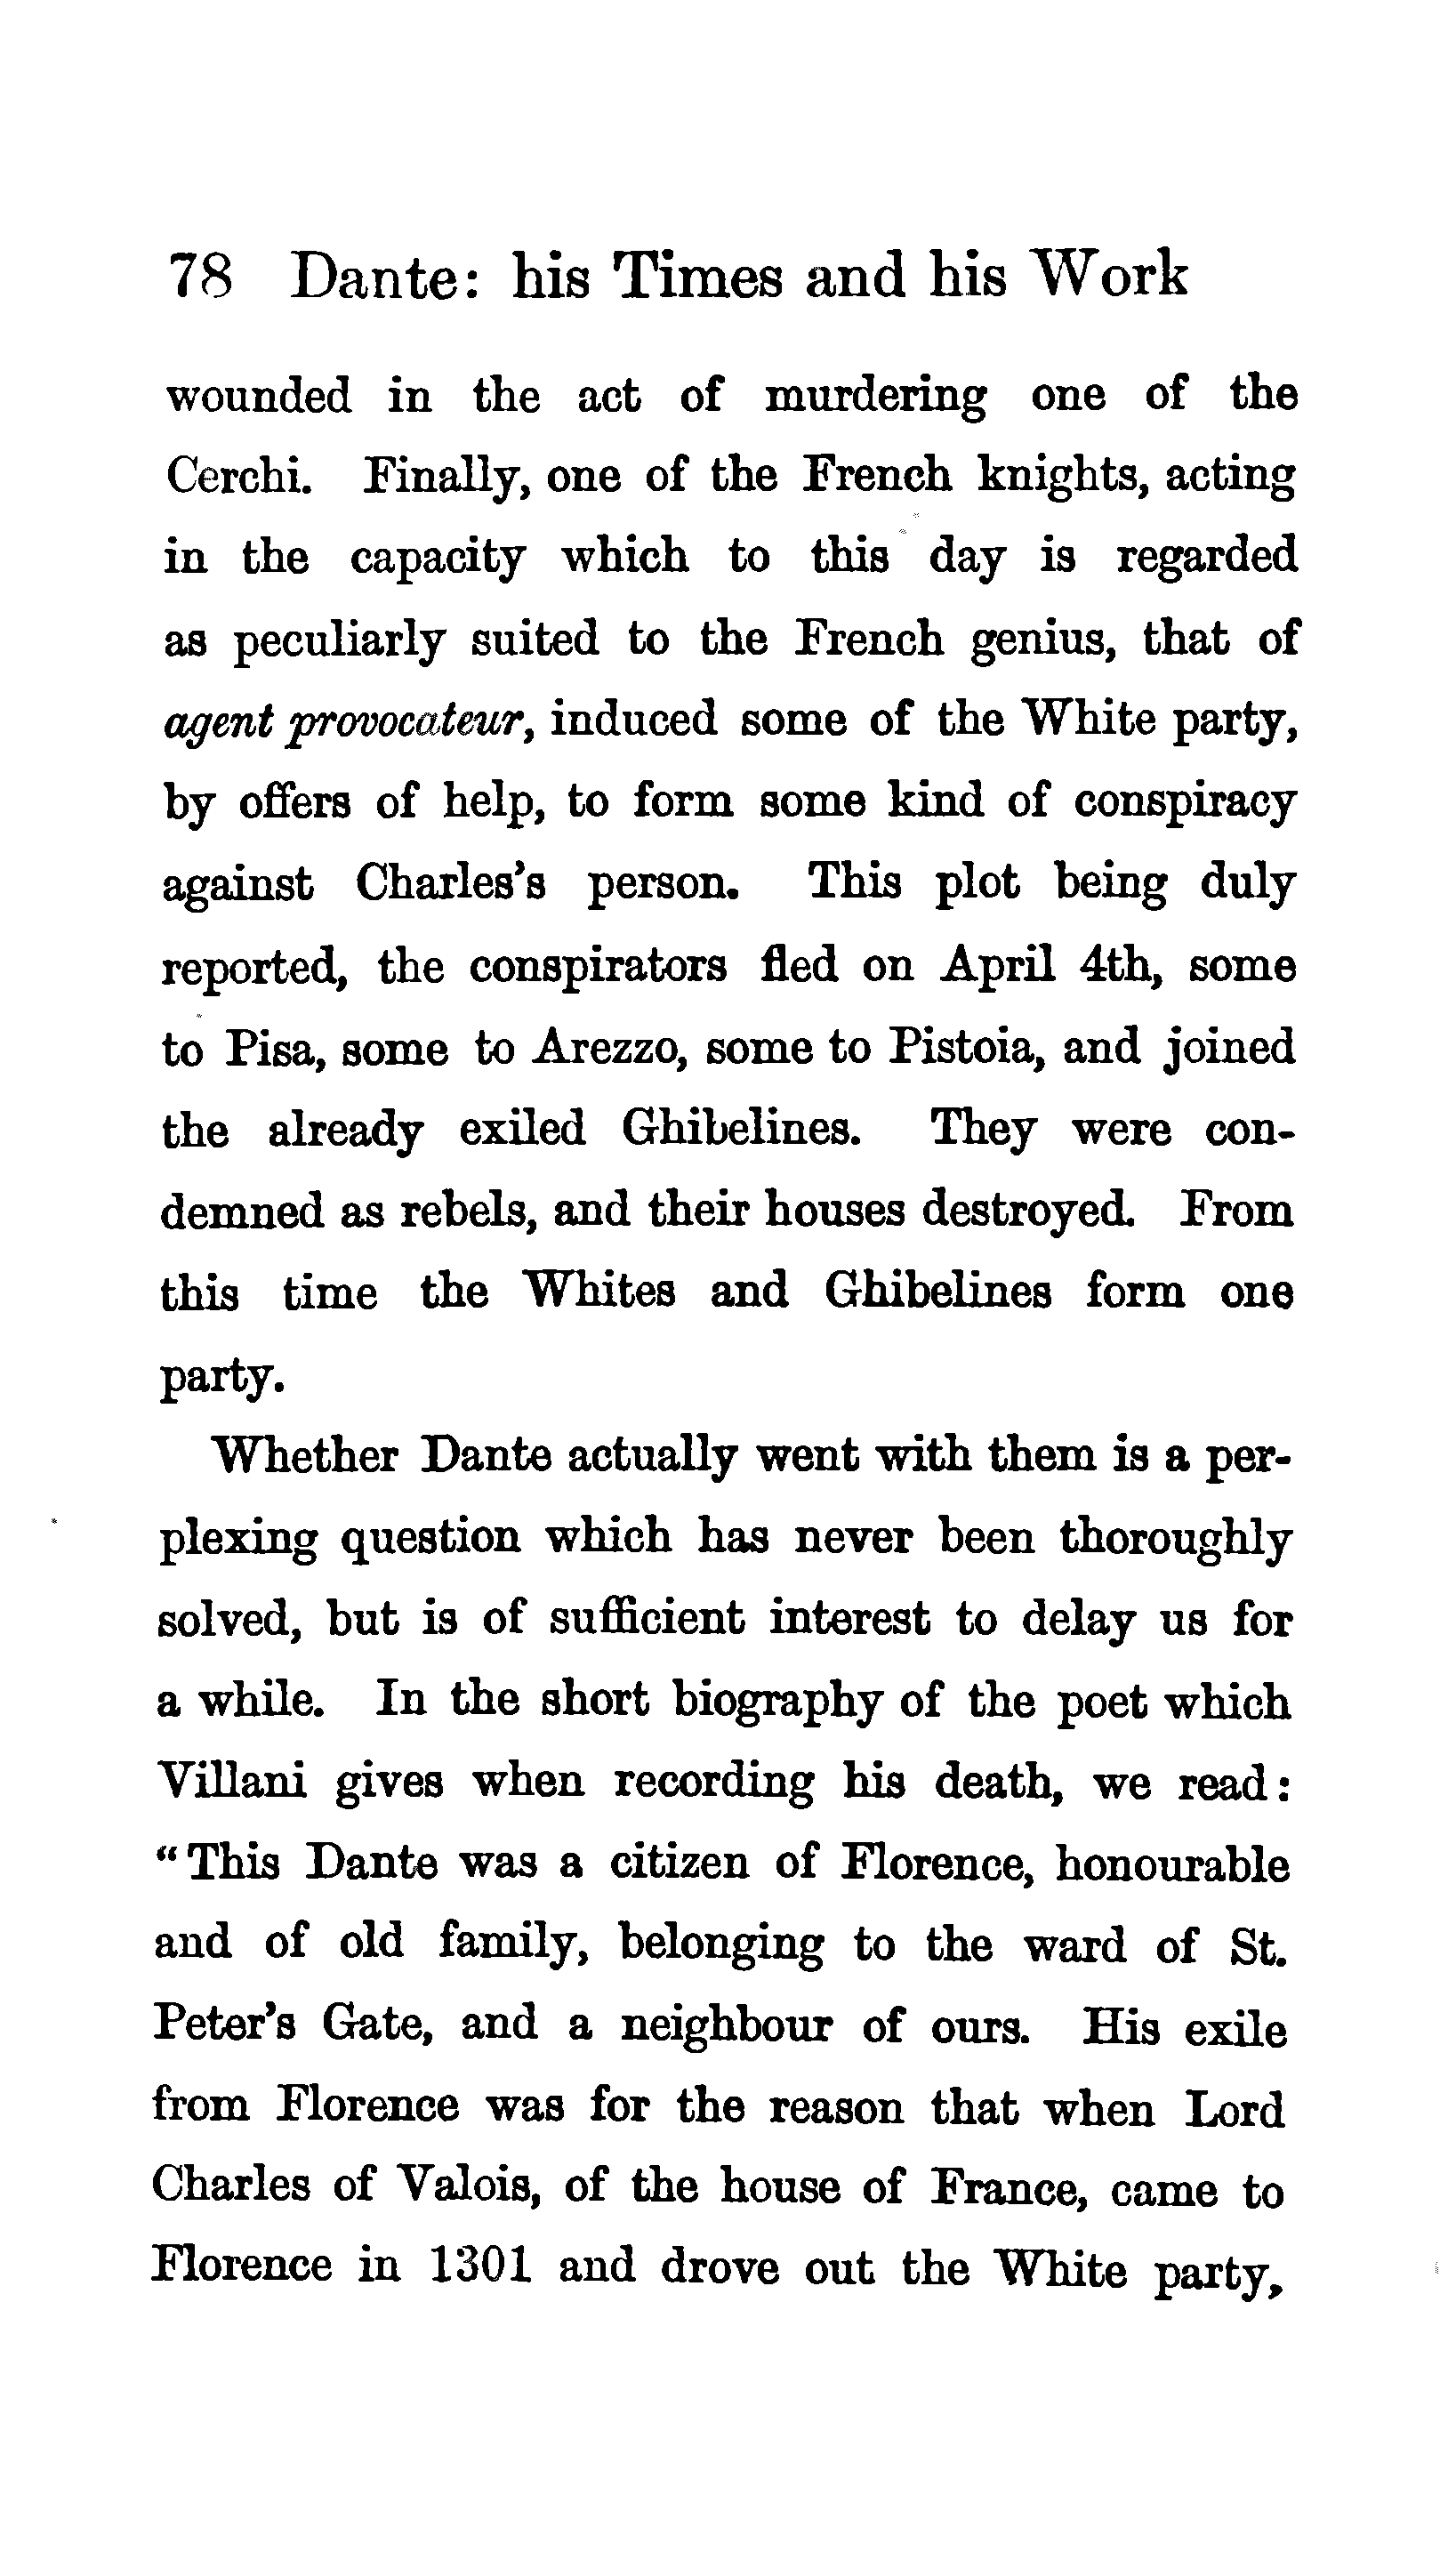 78 Dante: his Times and his Work
wounded in the act of murdering one of the
Cerchi. Finally, one of the French knights, acting
in the capacity which to this day is regarded
as peculiarly suited to the French genius, that of
agent provocateur, induced some of the White party,
by offers of help, to form some kind of conspiracy
against Charles's person. This plot being duly
reported, the conspirators fled on April 4th, some
to Pisa, some to Arezzo, some to Pistoia, and joined
the already exiled Ghibelines. They were con-
demned as rebels, and their houses destroyed. From
this time the Whites and Ghibelines form one
party.
Whether Dante actually went with them is a per-
plexing question which has never been thoroughly
solved, but is of sufficient interest to delay us for
a while. In the short biography of the poet which
Villani gives when recording his death, we read:
"This Dante was a citizen of Florence, honourable
and of old family, belonging to the ward of St.
Peter's Gate, and a neighbour of ours. His exile
from Florence was for the reason that when Lord
Charles of Valois, of the house of France, came to
Florence in 1301 and drove out the White party,